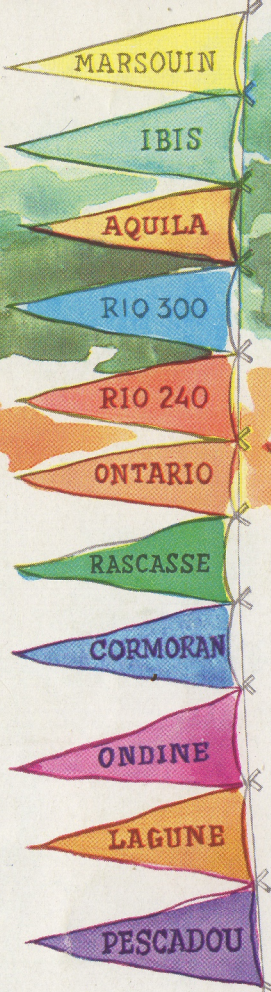 MARSOUIN
IBIS
AQUILA
RIO 300
RIO 240
ONTARIO
RASCASSE
CORMORAN
ONDINE
LAGUNE
PESCADOU